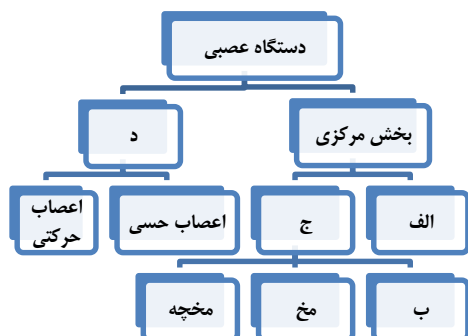 دستگاه عصبی
بخش مرکزی
د
الف
ج
اعصاب حسی
اعصاب
حرکتی
ب
مخ
مخچه